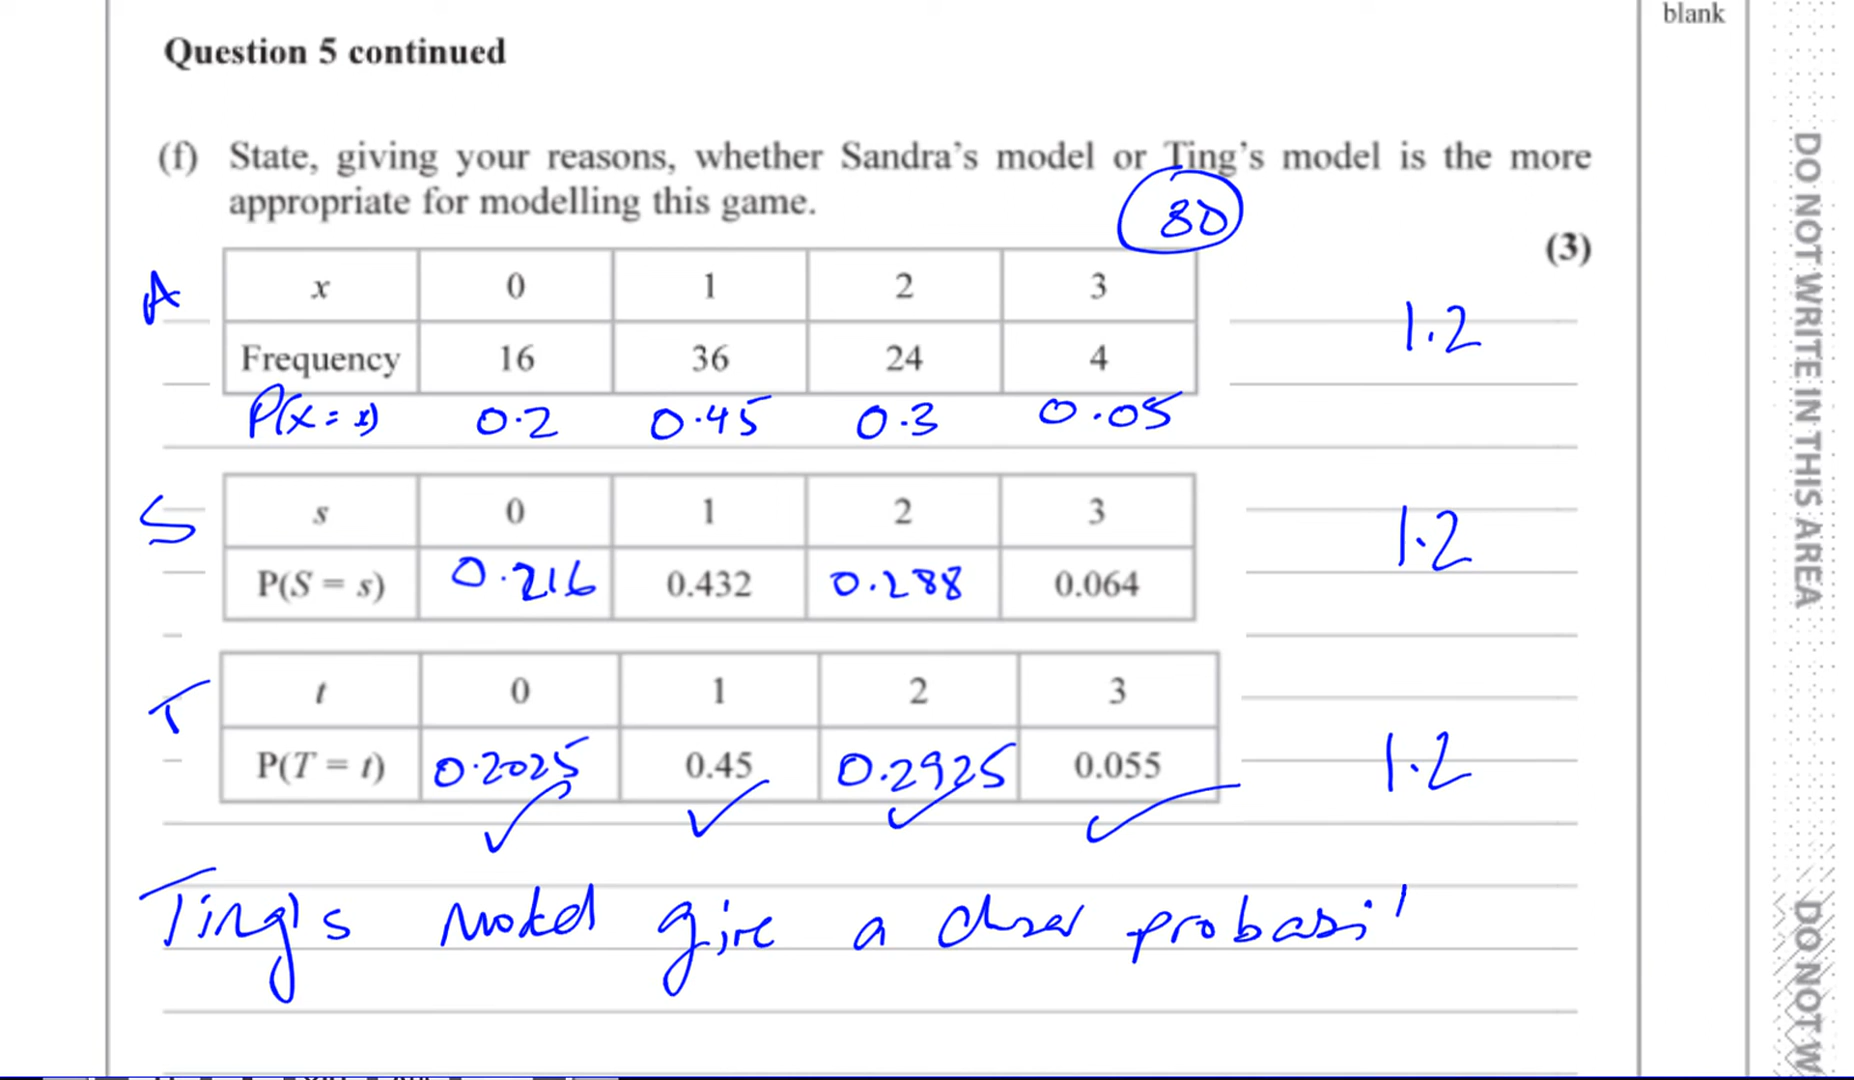 blank
Question 5 continued
(f) State, giving your reasons, whether Sandra's model or Ting's model is the more
appropriate for modelling this game.
80
(3)
A x 0 1 2 3
1.2
Frequency 16 36 24 4
P(X = x) 0.2 0.45 0.3 0.05
S s 0 1 2 3
1.2
P(S = s) 0.216 0.432 0.288 0.064
T t 0 1 2 3
P(T = t) 0.2025 0.45 0.2925 0.055 1.2
Ting's model give a closer probabi
DO NOT WRITE IN THIS AREA
DO NOT W